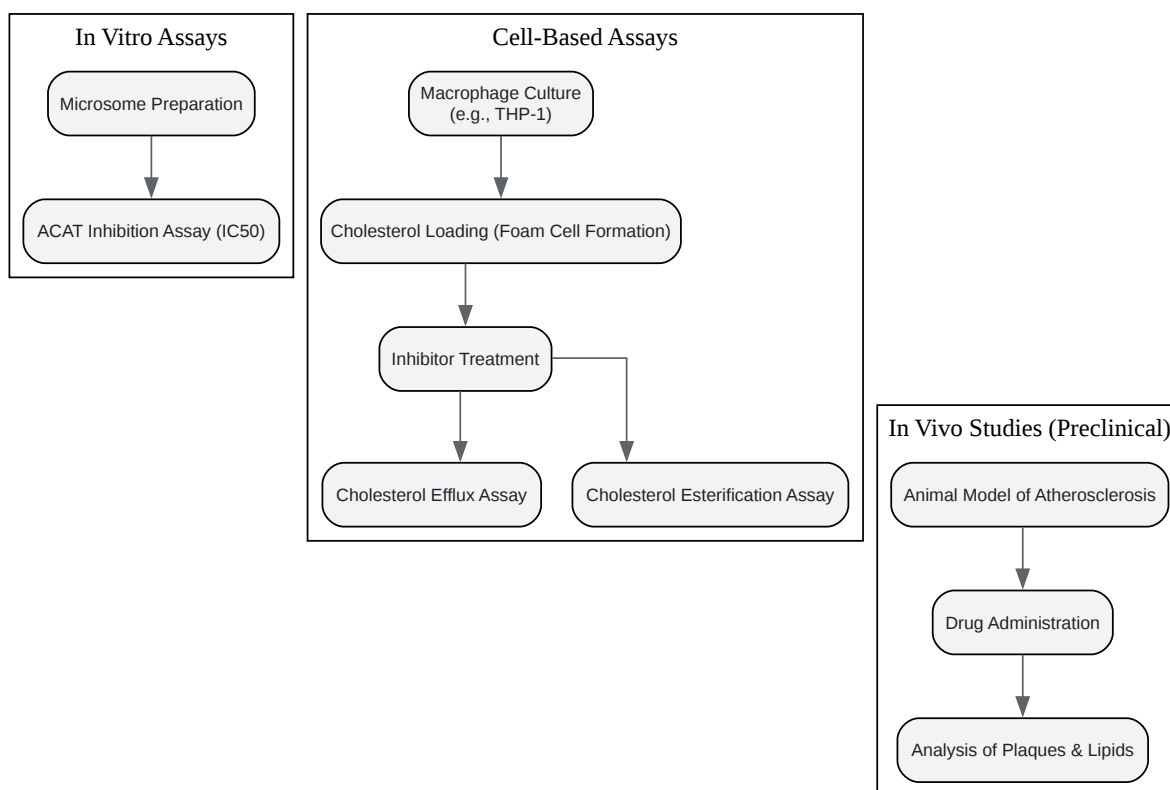 In Vitro Assays
Microsome Preparation
ACAT Inhibition Assay (IC50)
Cell-Based Assays
Macrophage Culture
(e.g., THP-1)
Cholesterol Loading (Foam Cell Formation)
Inhibitor Treatment
Cholesterol Efflux Assay
Cholesterol Esterification Assay
In Vivo Studies (Preclinical)
Animal Model of Atherosclerosis
Drug Administration
Analysis of Plaques & Lipids